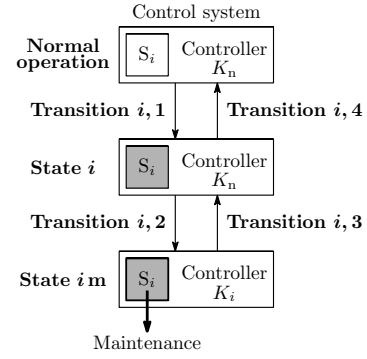 Control system
Normal operation
S_i
Controller K_n
Transition i, 1
Transition i, 4
State i
S_i
Controller K_n
Transition i, 2
Transition i, 3
State i m
S_i
Controller K_i
Maintenance